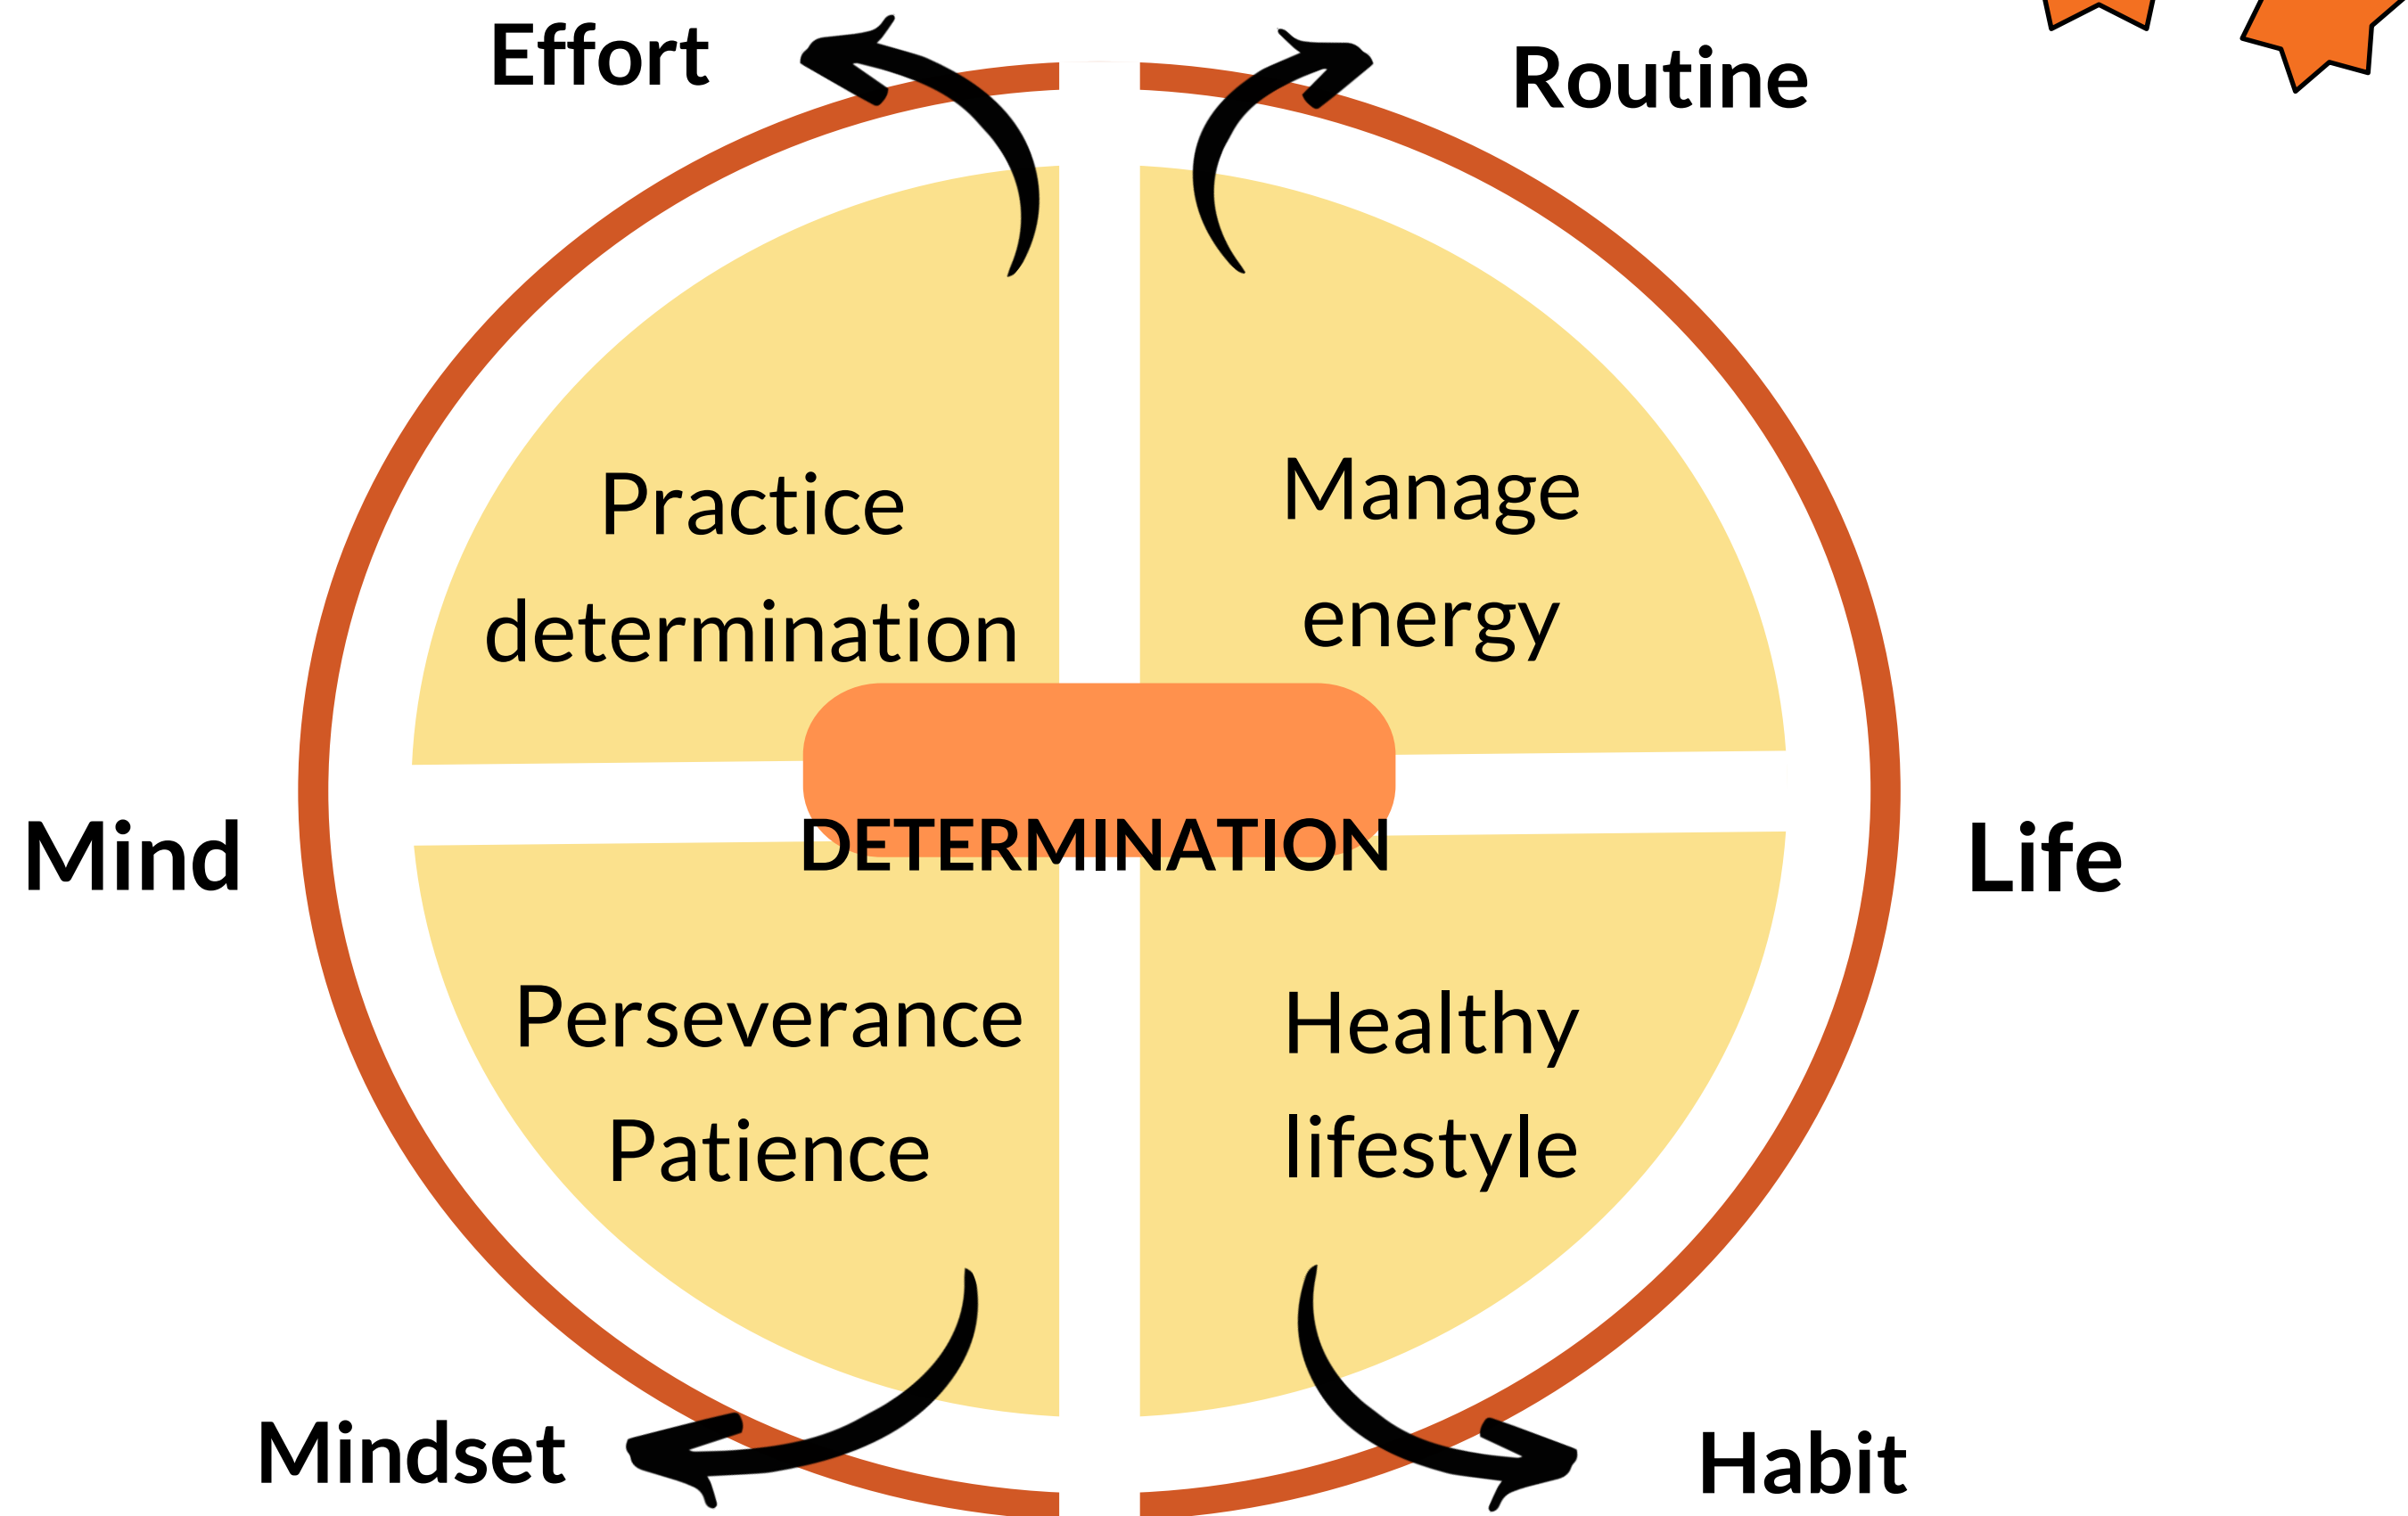 Effort
Routine
Practice
determination
Manage
energy
Mind
DETERMINATION
Life
Perseverance
Patience
Healthy
lifestyle
Mindset
Habit